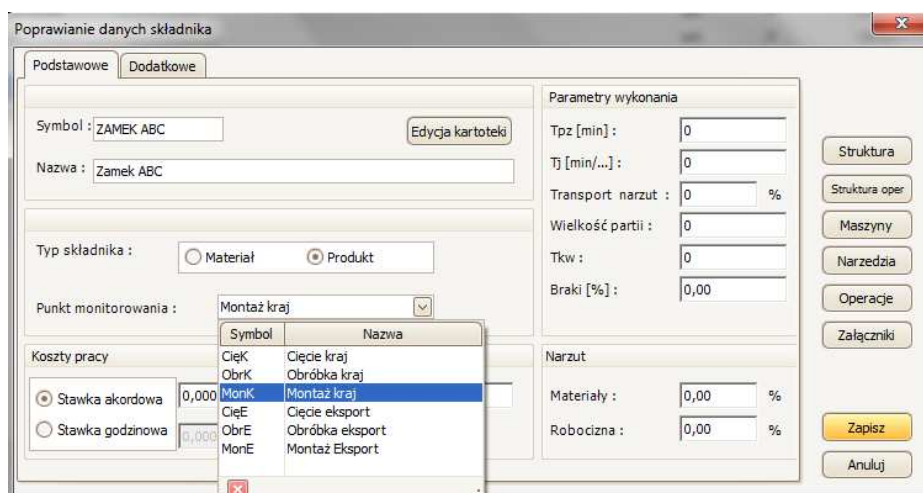 Poprawianie danych składnika
Podstawowe Dodatkowe
Symbol : ZAMEK ABC Edycja kartoteki
Nazwa : Zamek ABC
Typ składnika : Materiał Produkt
Punkt monitorowania : Montaż kraj
Symbol Nazwa
CięK Cięcie kraj
ObrK Obróbka kraj
MonK Montaż kraj
CięE Cięcie eksport
ObrE Obróbka eksport
MonE Montaż Eksport
Koszty pracy
Stawka akordowa 0,000
Stawka godzinowa 0,000
Parametry wykonania
Tpz [min] : 0
Tj [min/...] : 0
Transport narzut : 0 %
Wielkość partii : 0
Tkw : 0
Braki [%] : 0,00
Narzut
Materiały : 0,00 %
Robocizna : 0,00 %
Struktura
Struktura oper
Maszyny
Narzedzia
Operacje
Załączniki
Zapisz
Anuluj